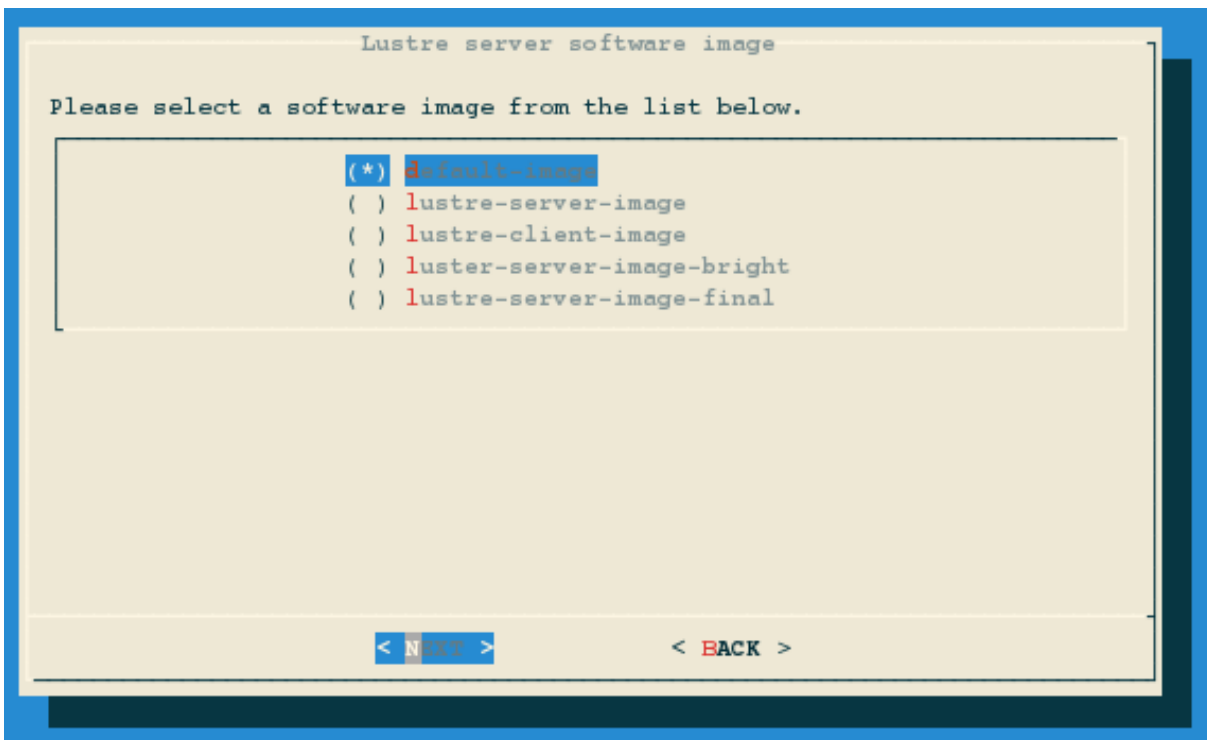 Lustre server software image
Please select a software image from the list below.
(*) default-image
( ) lustre-server-image
( ) lustre-client-image
( ) luster-server-image-bright
( ) lustre-server-image-final
< NEXT > < BACK >